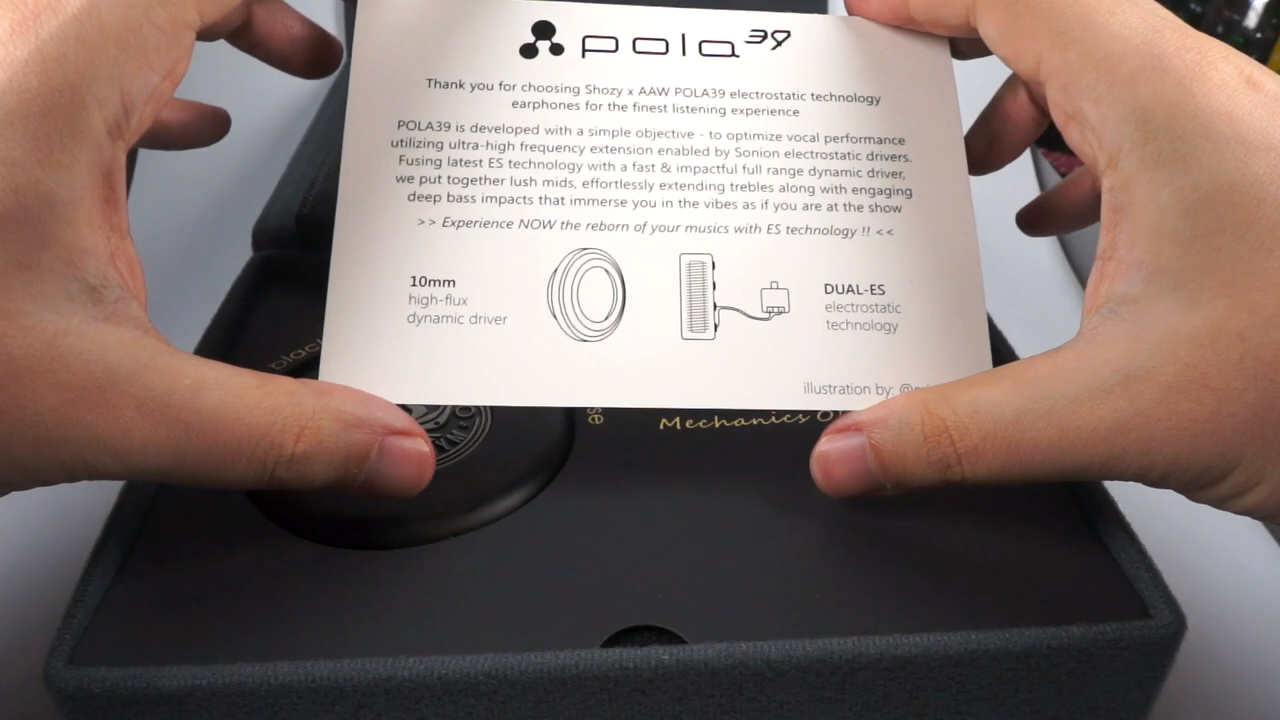 pola39
Thank you for choosing Shozy x AAW POLA39 electrostatic technology
earphones for the finest listening experience
POLA39 is developed with a simple objective - to optimize vocal performance
utilizing ultra-high frequency extension enabled by Sonion electrostatic drivers.
Fusing latest ES technology with a fast & impactful full range dynamic driver,
we put together lush mids, effortlessly extending trebles along with engaging
deep bass impacts that immerse you in the vibes as if you are at the show
>> Experience NOW the reborn of your musics with ES technology !! <<
10mm
high-flux
dynamic driver
DUAL-ES
electrostatic
technology
illustration by:
Mechanics